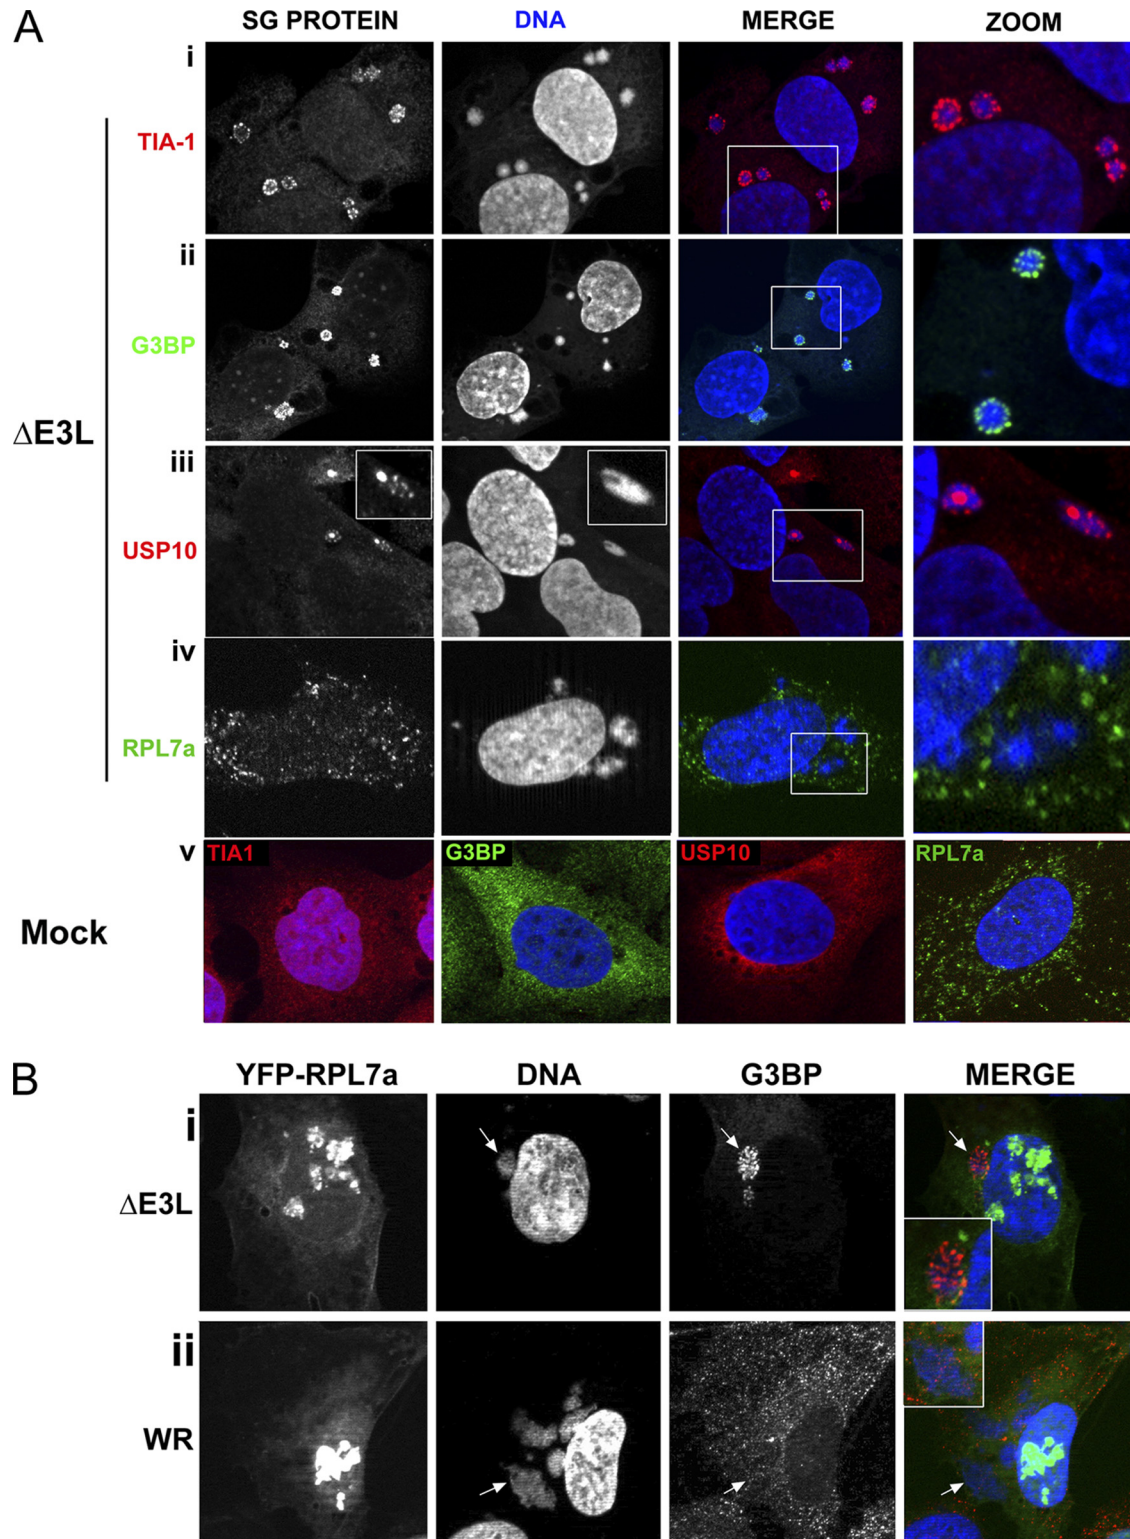 A
SG PROTEIN DNA MERGE ZOOM
i
TIA-1
ii
G3BP
ΔE3L
iii
USP10
iv
RPL7a
v
TIA1 G3BP USP10 RPL7a
Mock
B
YFP-RPL7a DNA G3BP MERGE
i
ΔE3L
ii
WR